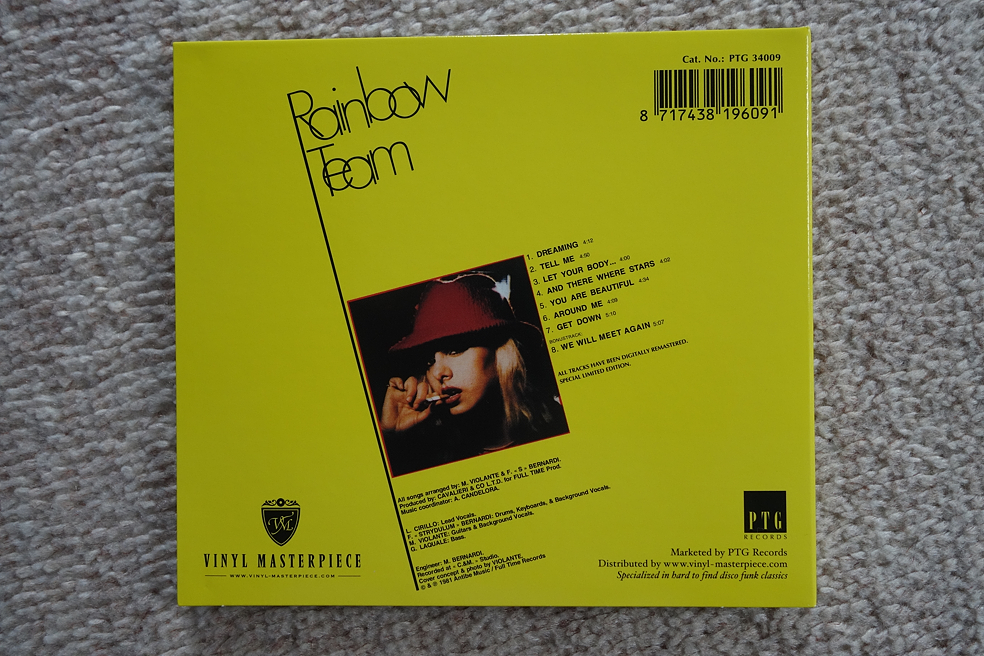 Rainbow
Team
Cat. No.: PTG 34009
8 717438 196091
1. DREAMING 4:12
2. TELL ME 4:50
3. LET YOUR BODY... 4:00
4. AND THERE WHERE STARS 4:02
5. YOU ARE BEAUTIFUL 4:34
6. AROUND ME 4:09
7. GET DOWN 5:10
BONUSTRACK:
8. WE WILL MEET AGAIN 5:07
ALL TRACKS HAVE BEEN DIGITALLY REMASTERED.
SPECIAL LIMITED EDITION.
All songs arranged by: M. VIOLANTE & F. « S » BERNARDI.
Produced by: CAVALIERI & CO L.T.D. for FULL TIME Prod.
Music coordinator: A. CANDELORA.
L. CIRILLO: Lead Vocals.
F. « STRYDULUM » BERNARDI: Drums, Keyboards, & Background Vocals.
M. VIOLANTE: Guitars & Background Vocals.
G. LAQUALE: Bass.
Engineer: M. BERNARDI.
Recorded at « C.&M. » Studio.
Cover concept & photo by VIOLANTE.
© & ℗ 1981 Antibe Music / Full Time Records
VM
VINYL MASTERPIECE
WWW.VINYL-MASTERPIECE.COM
PTG
RECORDS
Marketed by PTG Records
Distributed by www.vinyl-masterpiece.com
Specialized in hard to find disco funk classics